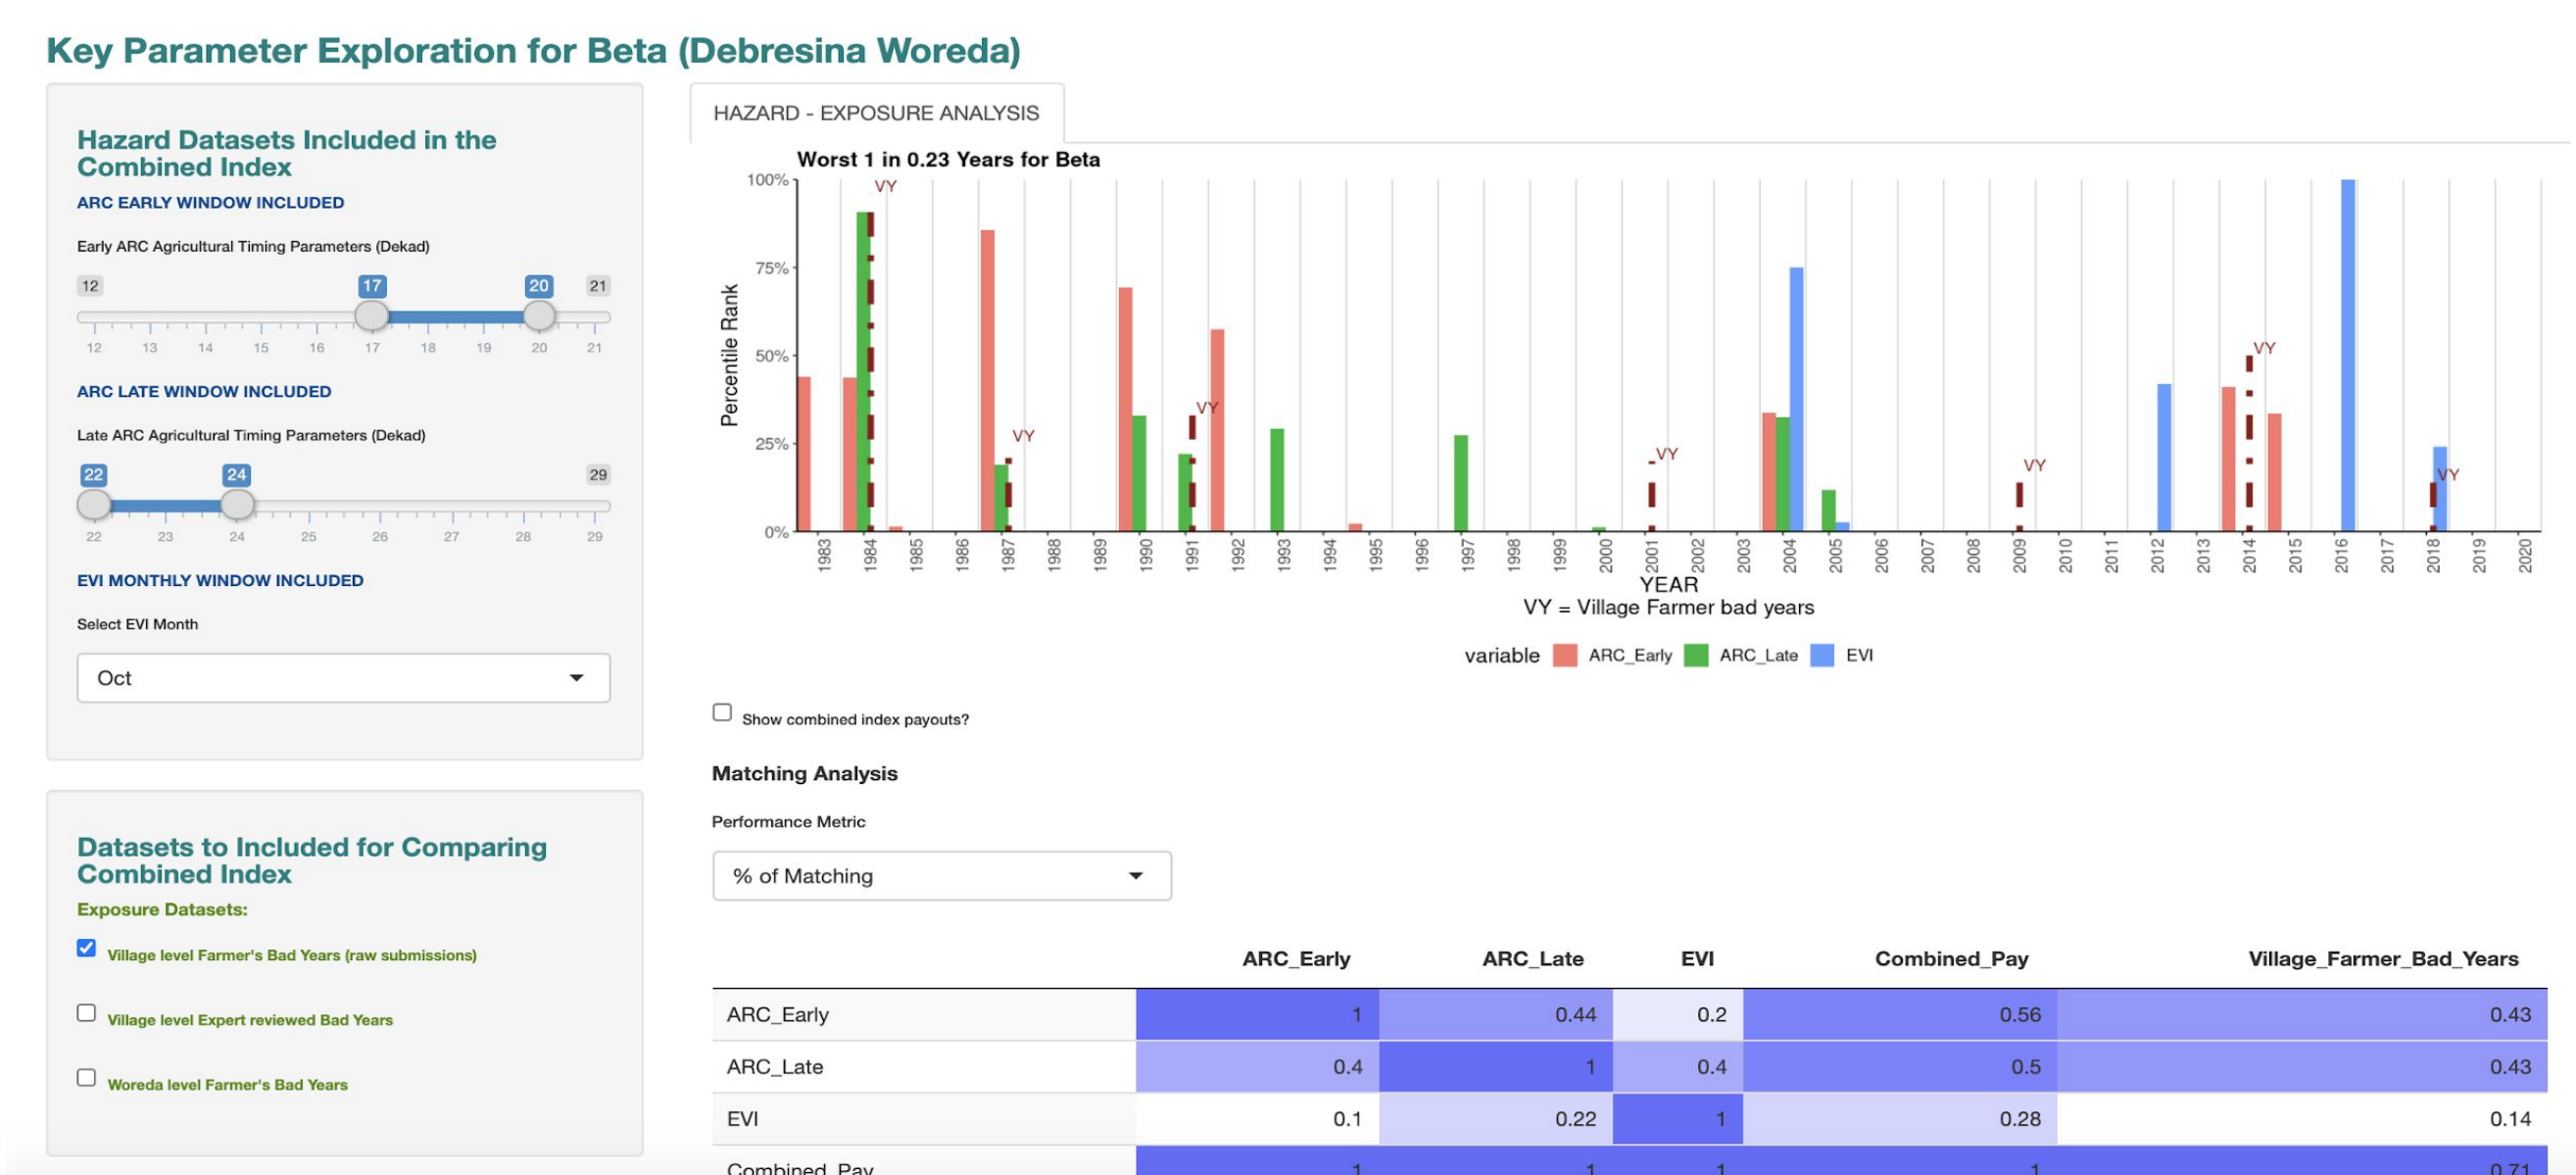 Key Parameter Exploration for Beta (Debresina Woreda)
Hazard Datasets Included in the
Combined Index
ARC EARLY WINDOW INCLUDED
Early ARC Agricultural Timing Parameters (Dekad)
12 17 20 21
12 13 14 15 16 17 18 19 20 21
ARC LATE WINDOW INCLUDED
Late ARC Agricultural Timing Parameters (Dekad)
22 24 29
22 23 24 25 26 27 28 29
EVI MONTHLY WINDOW INCLUDED
Select EVI Month
Oct
Datasets to Included for Comparing
Combined Index
Exposure Datasets:
Village level Farmer's Bad Years (raw submissions)
Village level Expert reviewed Bad Years
Woreda level Farmer's Bad Years
HAZARD - EXPOSURE ANALYSIS
Worst 1 in 0.23 Years for Beta
Percentile Rank
100%
75%
50%
25%
0%
VY
VY
VY
VY
VY
VY
VY
1983 1984 1985 1986 1987 1988 1989 1990 1991 1992 1993 1994 1995 1996 1997 1998 1999 2000 2001 2002 2003 2004 2005 2006 2007 2008 2009 2010 2011 2012 2013 2014 2015 2016 2017 2018 2019 2020
YEAR
VY = Village Farmer bad years
variable ARC_Early ARC_Late EVI
Show combined index payouts?
Matching Analysis
Performance Metric
% of Matching
ARC_Early ARC_Late EVI Combined_Pay Village_Farmer_Bad_Years
ARC_Early 1 0.44 0.2 0.56 0.43
ARC_Late 0.4 1 0.4 0.5 0.43
EVI 0.1 0.22 1 0.28 0.14
Combined_Pay 1 1 1 1 0.71